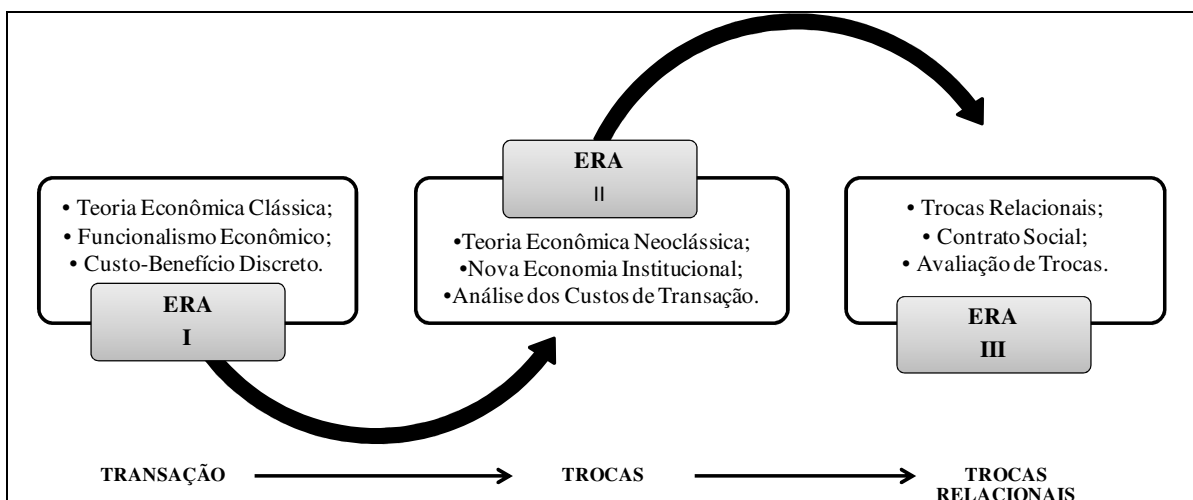 • Teoria Econômica Clássica;
• Funcionalismo Econômico;
• Custo-Benefício Discreto.
ERA
I
ERA
II
•Teoria Econômica Neoclássica;
•Nova Economia Institucional;
•Análise dos Custos de Transação.
• Trocas Relacionais;
• Contrato Social;
• Avaliação de Trocas.
ERA
III
TRANSAÇÃO
TROCAS
TROCAS
RELACIONAIS